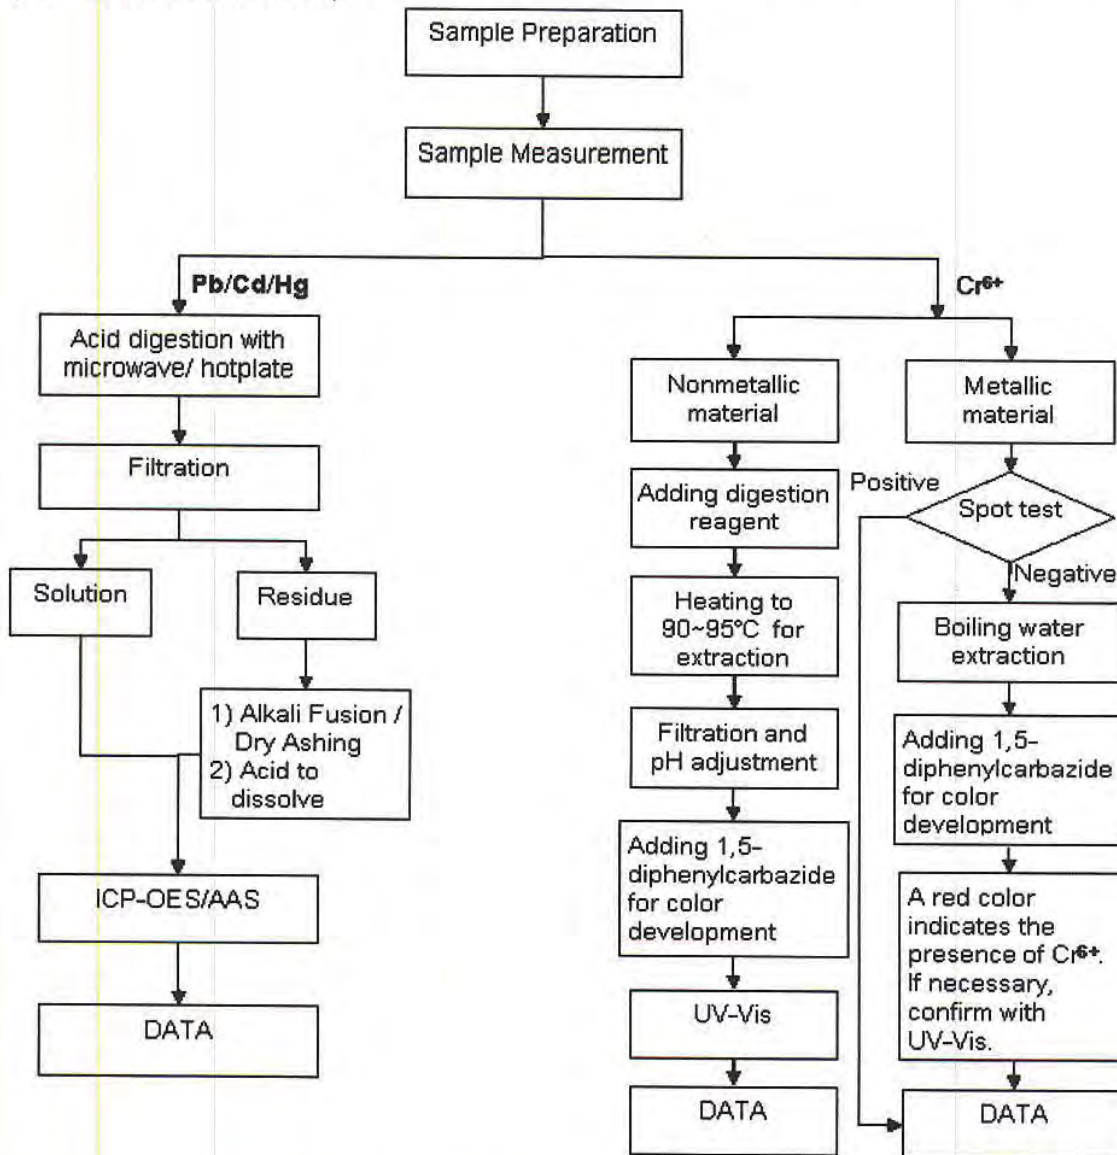 Sample Preparation
Sample Measurement
Pb/Cd/Hg
Acid digestion with
microwave/ hotplate
Filtration
Solution
Residue
1) Alkali Fusion /
Dry Ashing
2) Acid to
dissolve
ICP-OES/AAS
DATA
Cr⁶⁺
Nonmetallic
material
Adding digestion
reagent
Heating to
90~95°C for
extraction
Filtration and
pH adjustment
Adding 1,5-
diphenylcarbazide
for color
development
UV-Vis
DATA
Metallic
material
Positive
Spot test
Negative
Boiling water
extraction
Adding 1,5-
diphenylcarbazide
for color
development
A red color
indicates the
presence of Cr⁶⁺.
If necessary,
confirm with
UV-Vis.
DATA